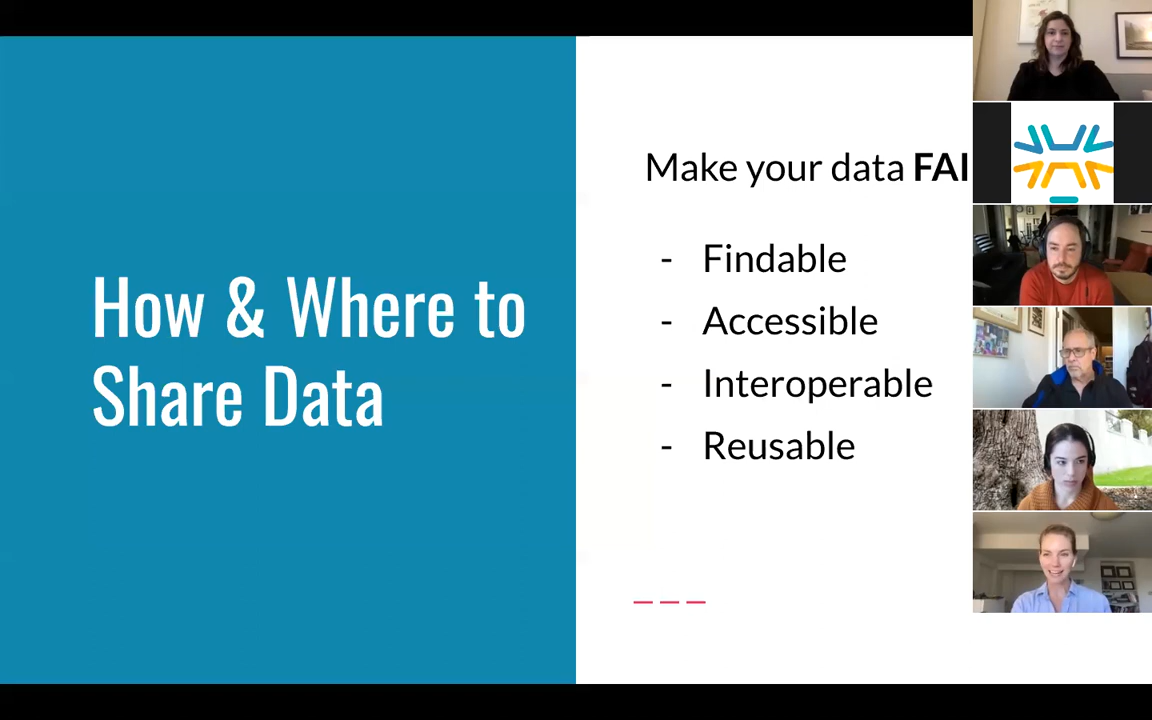 How & Where to
Share Data
Make your data FAI
- Findable
- Accessible
- Interoperable
- Reusable